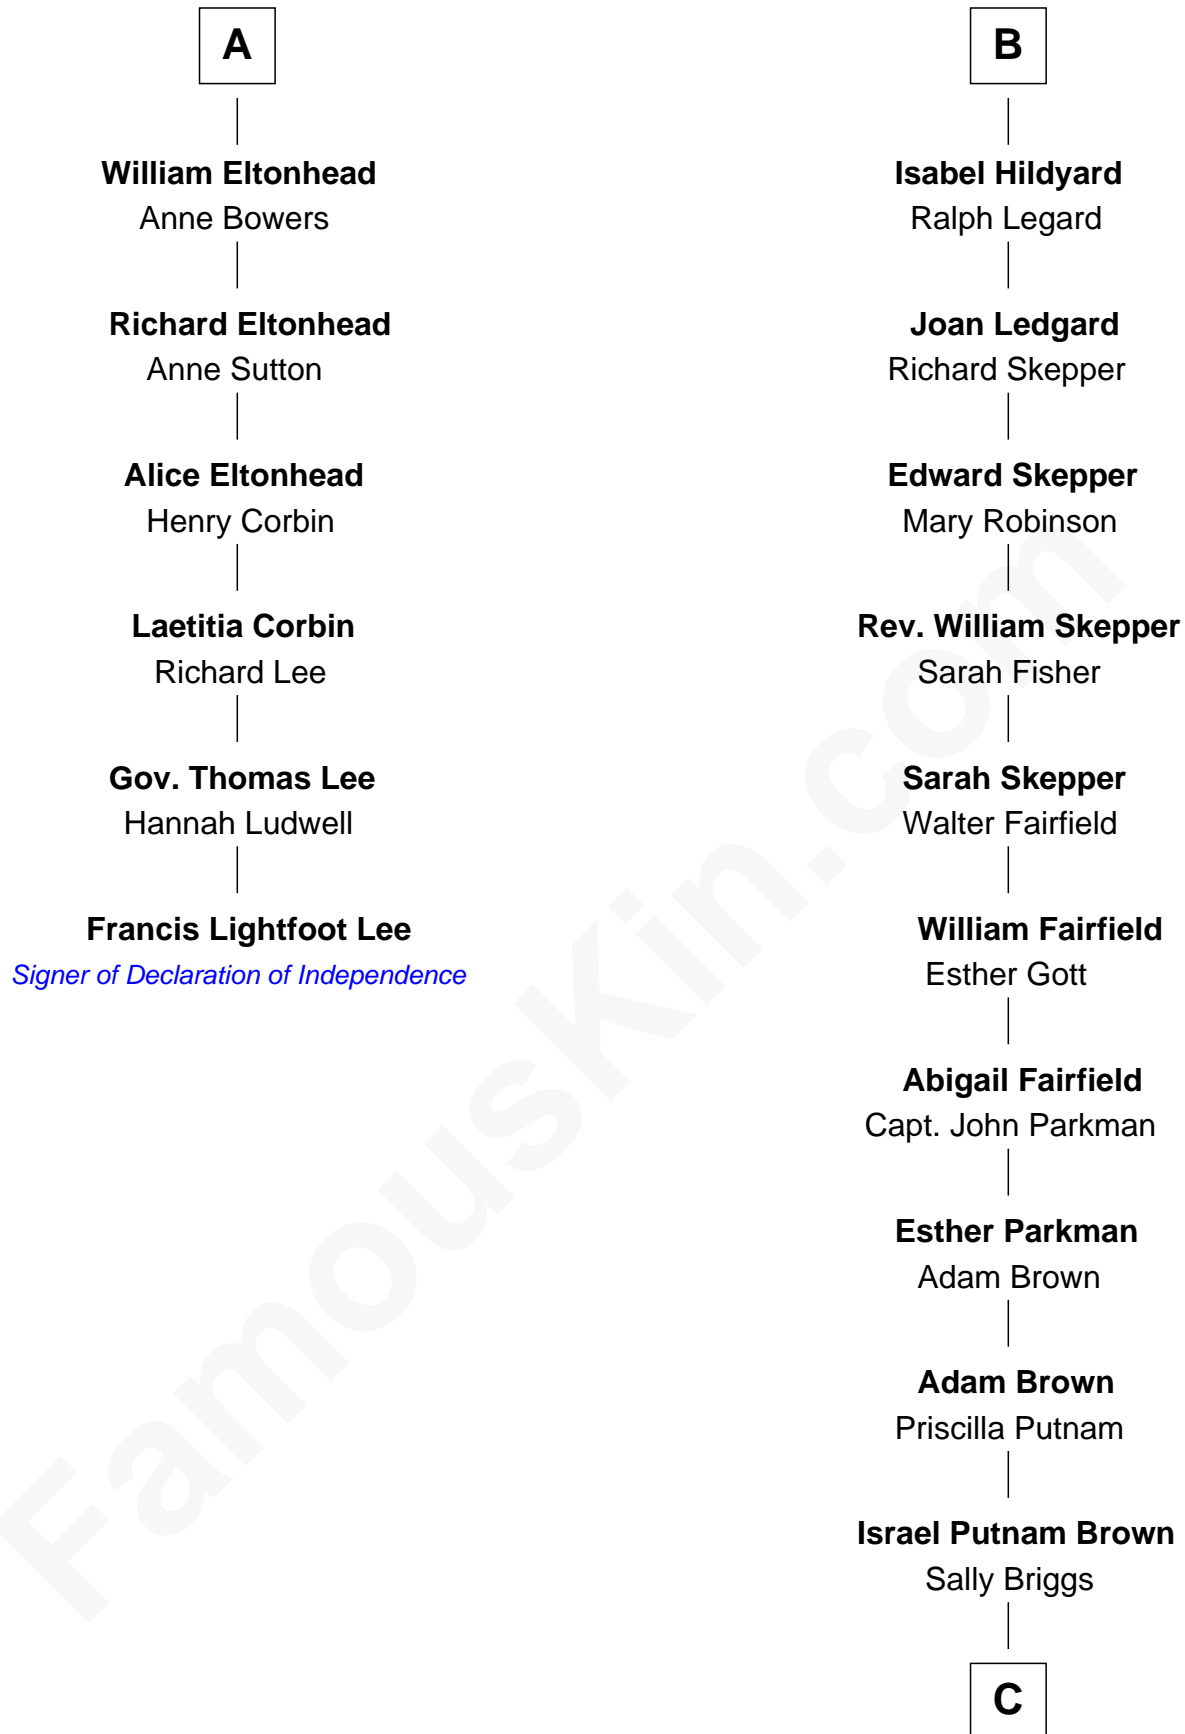 A
William Eltonhead
Anne Bowers
Richard Eltonhead
Anne Sutton
Alice Eltonhead
Henry Corbin
Laetitia Corbin
Richard Lee
Gov. Thomas Lee
Hannah Ludwell
Francis Lightfoot Lee
Signer of Declaration of Independence
B
Isabel Hildyard
Ralph Legard
Joan Ledgard
Richard Skepper
Edward Skepper
Mary Robinson
Rev. William Skepper
Sarah Fisher
Sarah Skepper
Walter Fairfield
William Fairfield
Esther Gott
Abigail Fairfield
Capt. John Parkman
Esther Parkman
Adam Brown
Adam Brown
Priscilla Putnam
Israel Putnam Brown
Sally Briggs
C
FamousKin.com